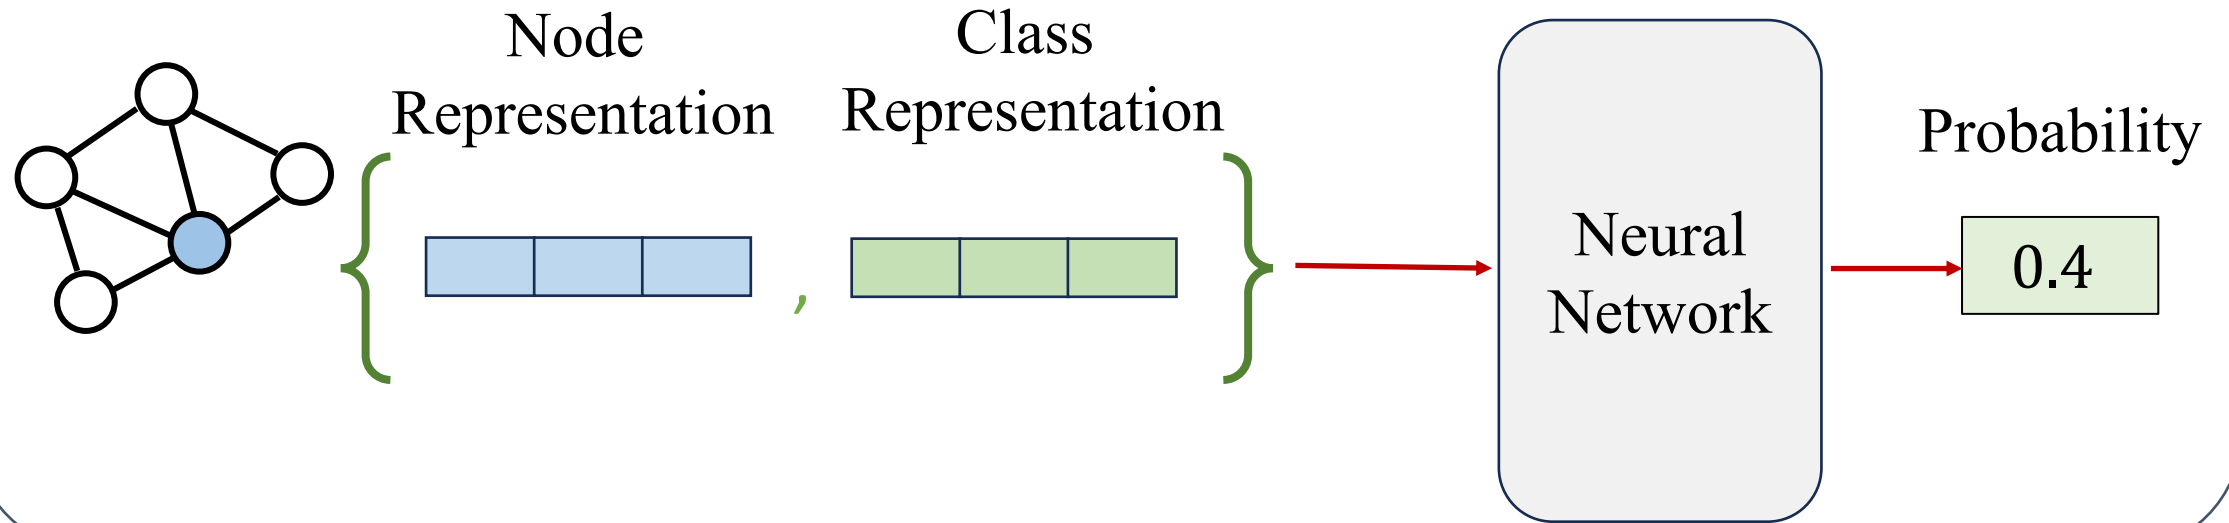 Node
Representation
Class
Representation
,
Neural
Network
Probability
0.4